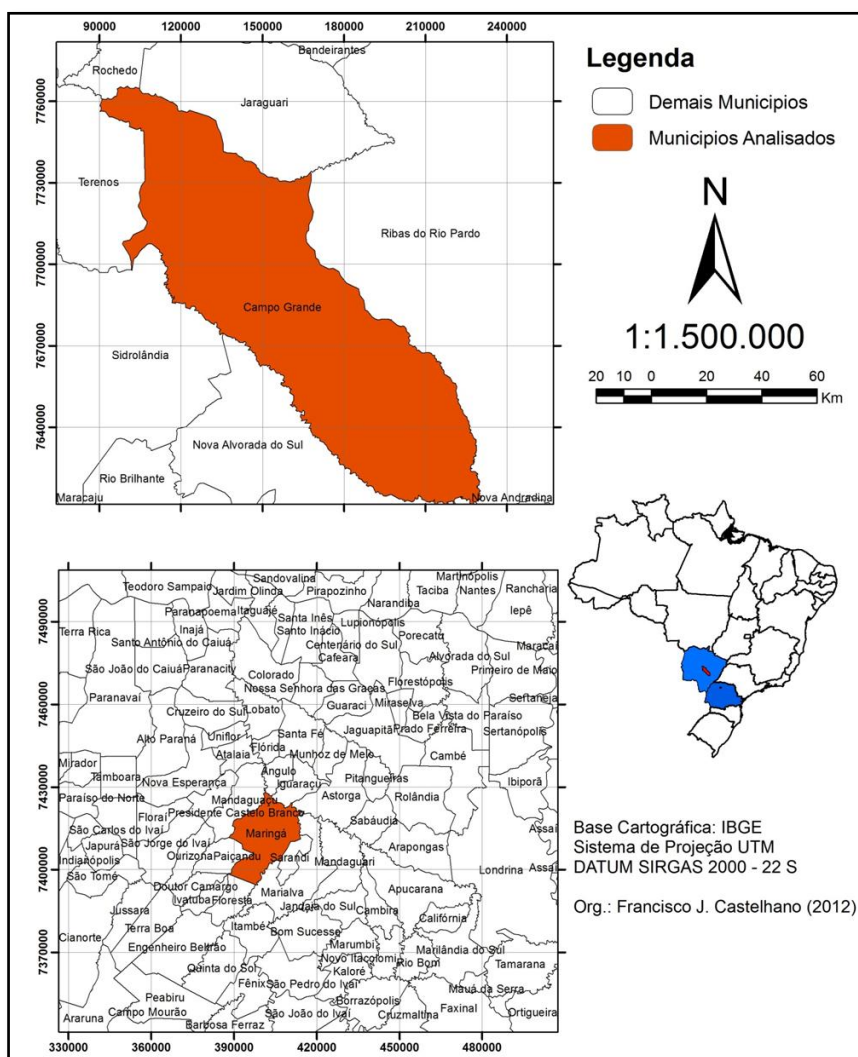 90000 120000 150000 180000 210000 240000
Bandeirantes
Rochedo
Jaraguari
7760000
7730000
Terenos
Ribas do Rio Pardo
7700000
Campo Grande
7670000
Sidrolândia
7640000
Nova Alvorada do Sul
Rio Brilhante
Maracaju
Nova Andradina
Legenda
Demais Municipios
Municipios Analisados
N
1:1.500.000
20 10 0 20 40 60
Km
Sandovalina Martinópolis
Teodoro Sampaio Jardim Olinda Pirapozinho Taciba Nantes Rancharia
Paranapoema Itaguajé Narandiba Iepê
7490000
Santa Inês Lupionópolis
Terra Rica Inajá Santo Inácio Porecatu
Santo Antônio do Caiuá Centenário do Sul Maracaí
Cafeara Alvorada do Sul
São João do Caiuá Paranacity Colorado Primeiro de Maio
Nossa Senhora das Graças Florestópolis
Paranavaí Sertaneja
7460000
Cruzeiro do Sul Lobato Guaraci Miraselva
Bela Vista do Paraíso
Alto Paraná Uniflor Santa Fé Jaguapitã Prado Ferreira Sertanópolis
Flórida
Atalaia Munhoz de Melo Cambé
Mirador Ângulo
Tamboara Nova Esperança Iguaraçu Pitangueiras Ibiporã
7430000
Paraíso do Norte Mandaguaçu Astorga Rolândia
Floraí Presidente Castelo Branco Sabáudia
São Carlos do Ivaí Maringá Assaí
Japurá São Jorge do Ivaí Arapongas
Indianópolis Ourizona Paiçandu Sarandi Mandaguari Londrina Assaí
7400000
São Tomé
Doutor Camargo Marialva Apucarana
Ivatuba Floresta
Jussara Jandaia do Sul Cambira
Terra Boa Itambé Califórnia
Cianorte Bom Sucesso
Engenheiro Beltrão Marumbi Marilândia do Sul
7370000
Quinta do Sol Novo Itacolomi Rio Bom Tamarana
Kaloré
Fênix São Pedro do Ivaí Mauá da Serra
Peabiru Borrazópolis
Araruna Campo Mourão São João do Ivaí Cruzmaltina Faxinal Ortigueira
Barbosa Ferraz
330000 360000 390000 420000 450000 480000
Base Cartográfica: IBGE
Sistema de Projeção UTM
DATUM SIRGAS 2000 - 22 S
Org.: Francisco J. Castelhano (2012)